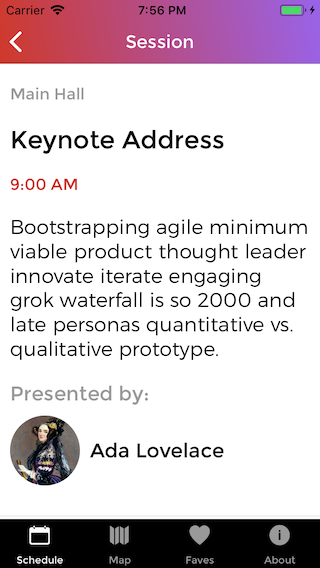 Carrier 7:56 PM
Session
Main Hall
Keynote Address
9:00 AM
Bootstrapping agile minimum
viable product thought leader
innovate iterate engaging
grok waterfall is so 2000 and
late personas quantitative vs.
qualitative prototype.
Presented by:
Ada Lovelace
Schedule Map Faves About